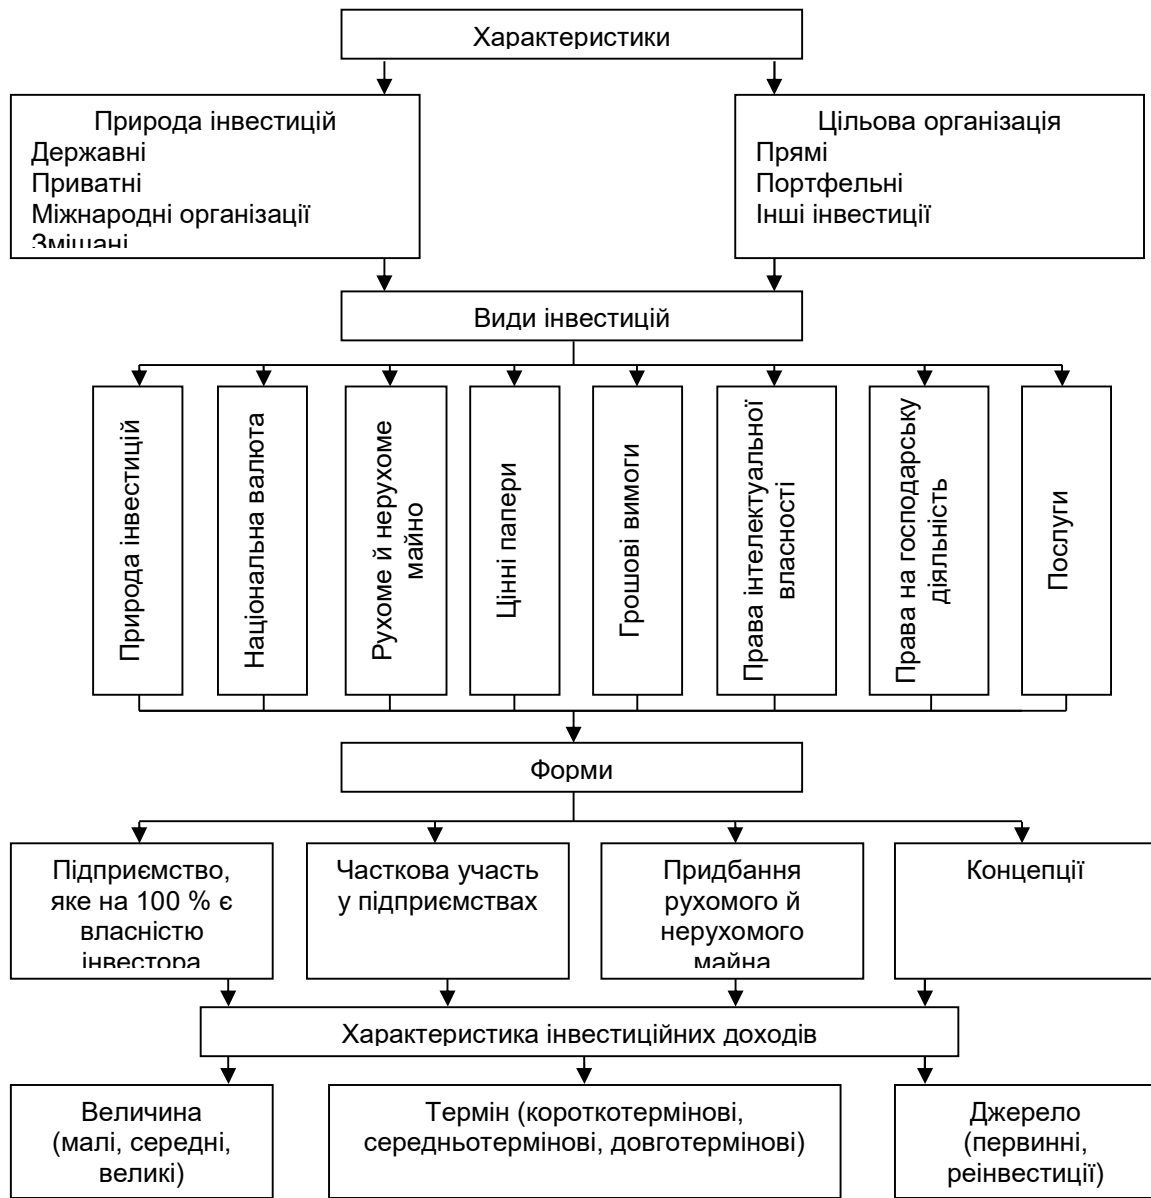 Характеристики
Природа інвестицій
Державні
Приватні
Міжнародні організації
Змішані
Цільова організація
Прямі
Портфельні
Інші інвестиції
Види інвестицій
Природа інвестицій
Національна валюта
Рухоме й нерухоме
майно
Цінні папери
Грошові вимоги
Права інтелектуальної
власності
Права на господарську
діяльність
Послуги
Форми
Підприємство,
яке на 100 % є
власністю
інвестора
Часткова участь
у підприємствах
Придбання
рухомого й
нерухомого
майна
Концепції
Характеристика інвестиційних доходів
Величина
(малі, середні,
великі)
Термін (короткотермінові,
середньотермінові, довготермінові)
Джерело
(первинні,
реінвестиції)